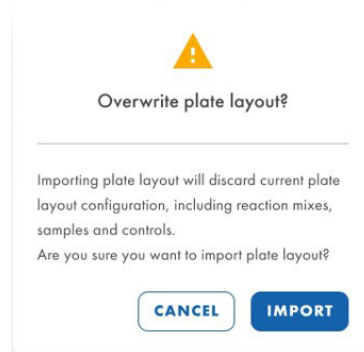 Overwrite plate layout?
Importing plate layout will discard current plate
layout configuration, including reaction mixes,
samples and controls.
Are you sure you want to import plate layout?
CANCEL IMPORT